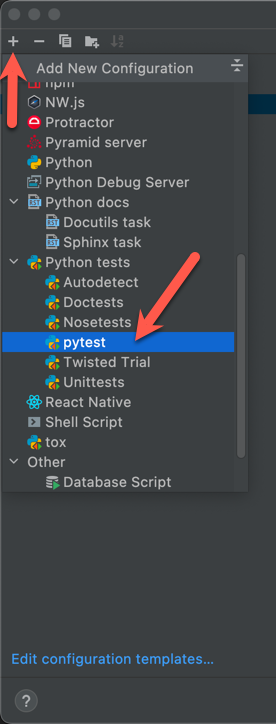 Add New Configuration
npm
NW.js
Protractor
Pyramid server
Python
Python Debug Server
Python docs
Docutils task
Sphinx task
Python tests
Autodetect
Doctests
Nosetests
pytest
Twisted Trial
Unittests
React Native
Shell Script
tox
Other
Database Script
Edit configuration templates...
?